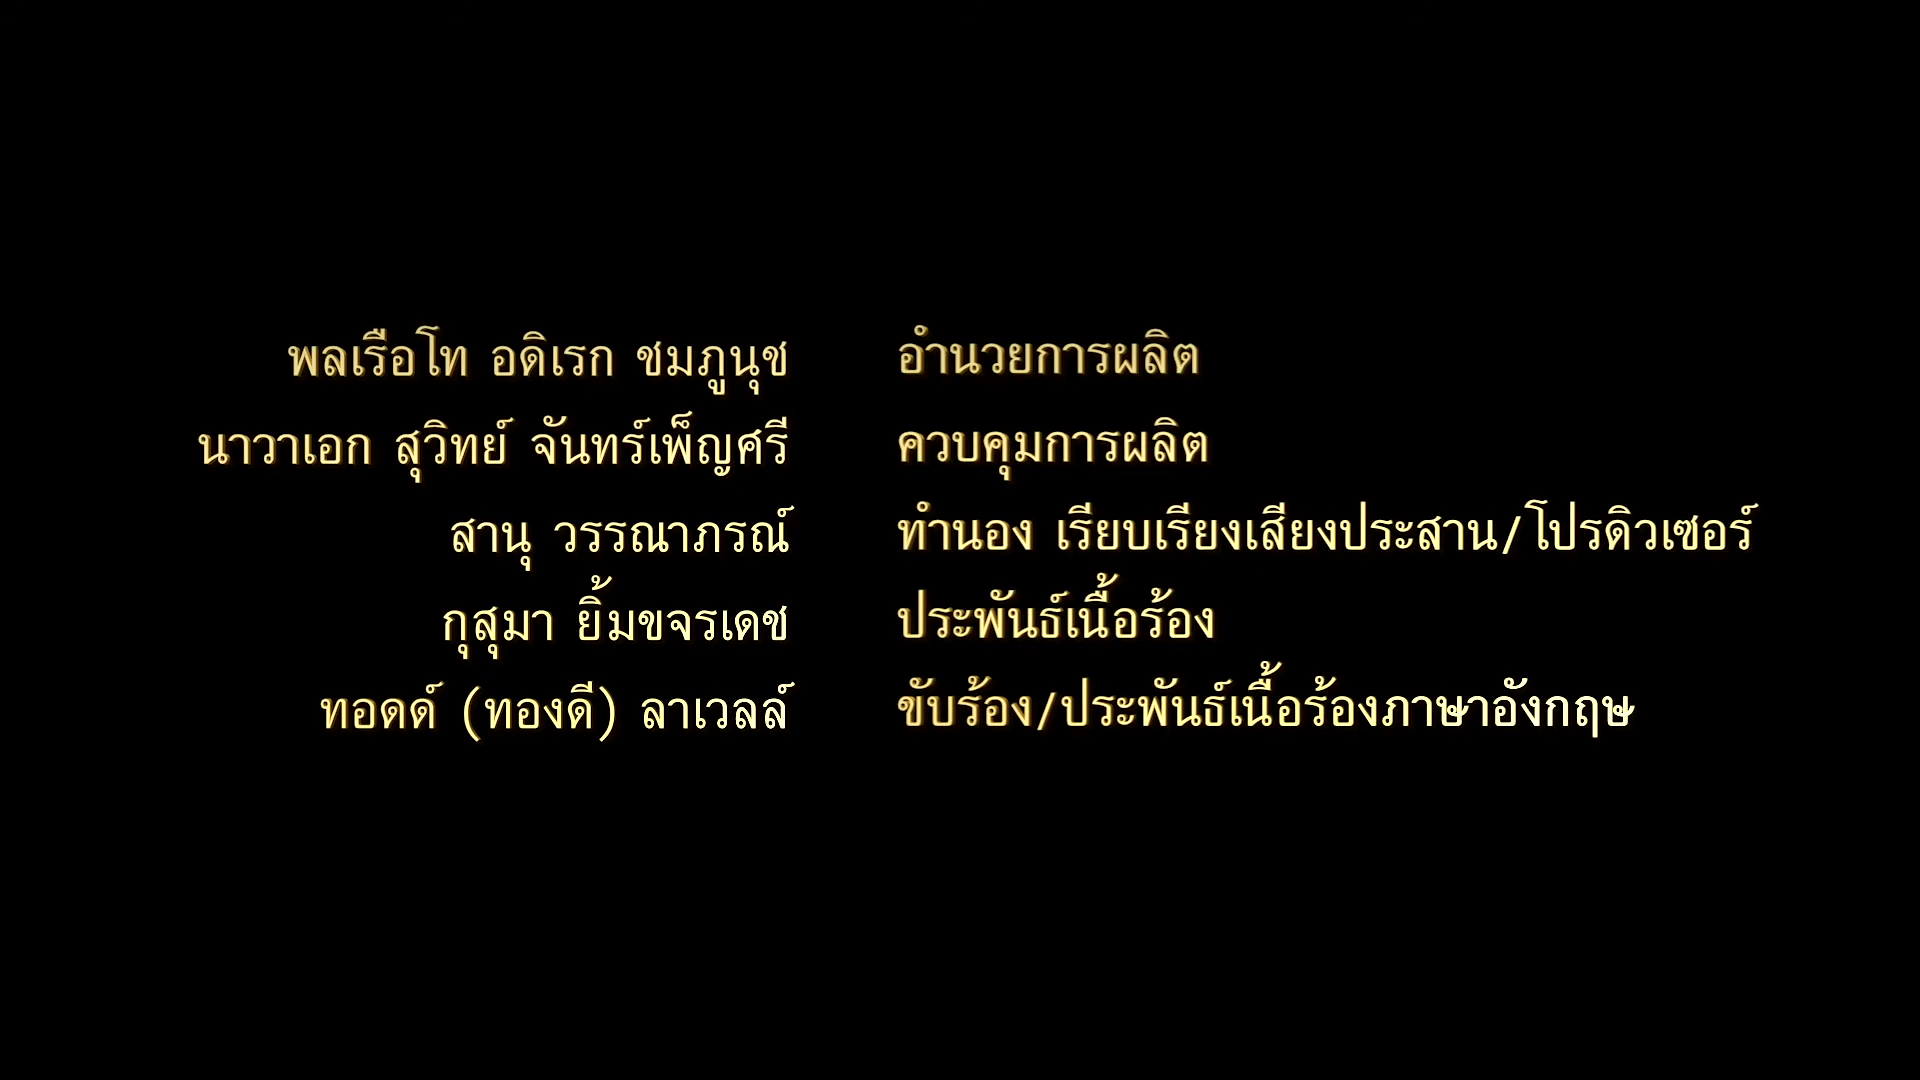 พลเรือโท อดิเรก ชมภูนุช อำนวยการผลิต
นาวาเอก สุวิทย์ จันทร์เพ็ญศรี ควบคุมการผลิต
สานุ วรรณาภรณ์ ทำนอง เรียบเรียงเสียงประสาน/โปรดิวเซอร์
กุสุมา ยิ้มขจรเดช ประพันธ์เนื้อร้อง
ทอดด์ (ทองดี) ลาเวลล์ ขับร้อง/ประพันธ์เนื้อร้องภาษาอังกฤษ